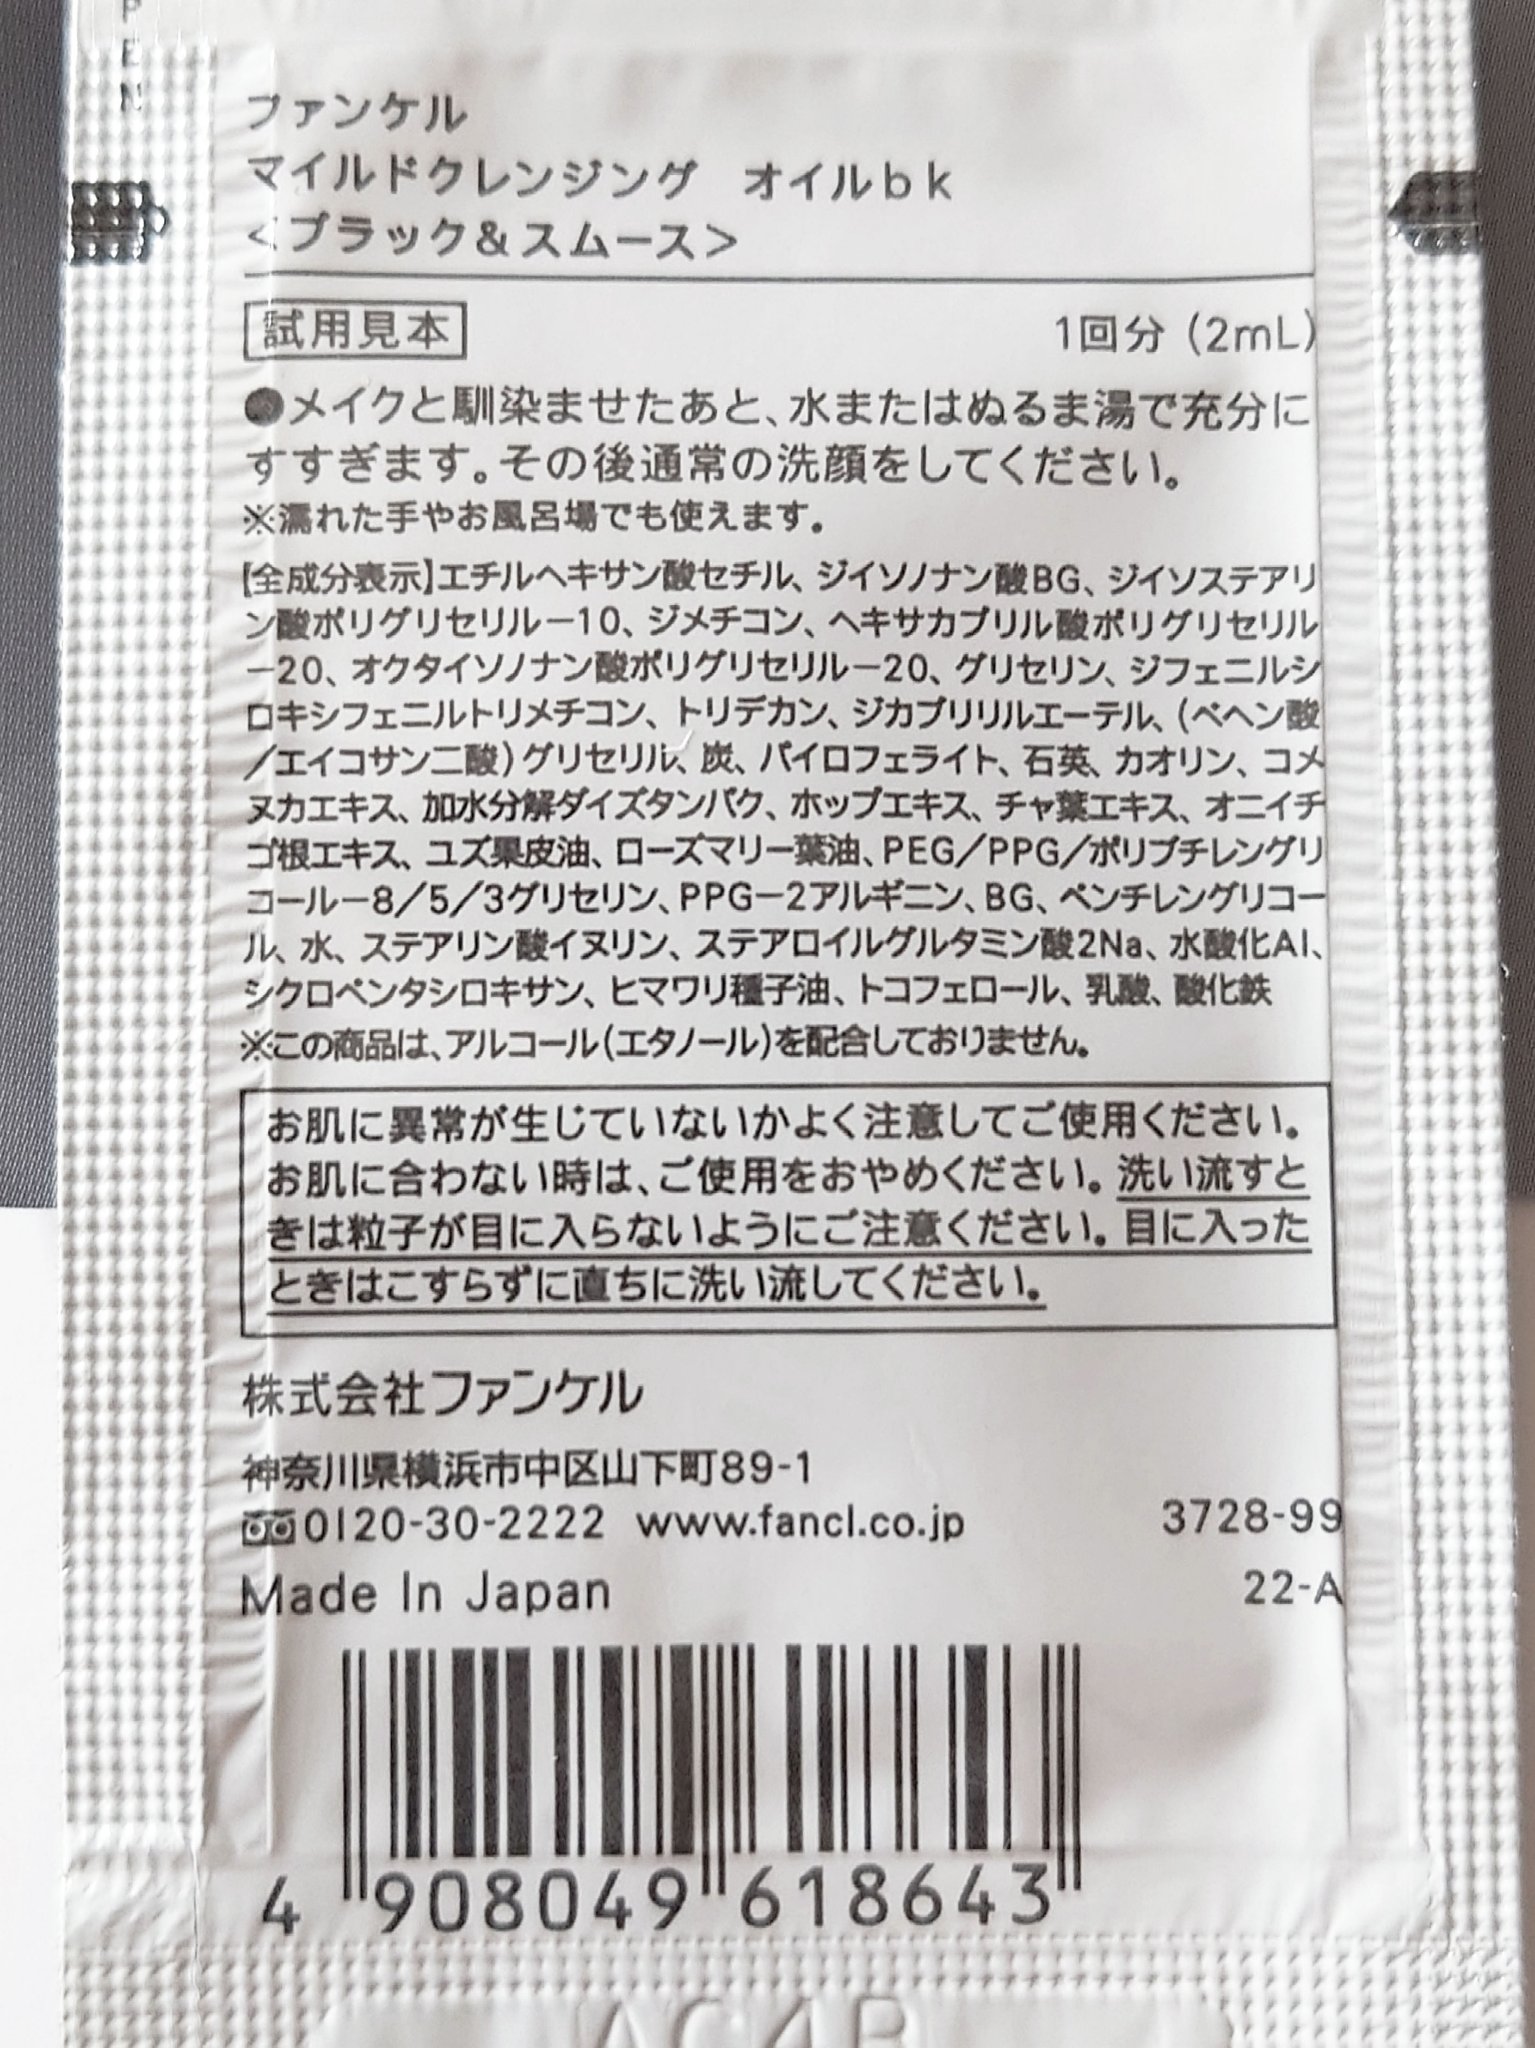 OPEN
ファンケル
マイルドクレンジング オイルbk
<ブラック&スムース>
試用見本
1回分 (2mL)
●メイクと馴染ませたあと、水またはぬるま湯で充分に
すすぎます。その後通常の洗顔をしてください。
※濡れた手やお風呂場でも使えます。
[全成分表示]エチルヘキサン酸セチル、ジイソノナン酸BG、ジイソステアリ
ン酸ポリグリセリル－10、ジメチコン、ヘキサカプリル酸ポリグリセリル
－20、オクタイソノナン酸ポリグリセリル－20、グリセリン、ジフェニルシ
ロキシフェニルトリメチコン、トリデカン、ジカプリリルエーテル、(ベヘン酸
/エイコサン二酸)グリセリル、炭、パイロフェライト、石英、カオリン、コメ
ヌカエキス、加水分解ダイズタンパク、ホップエキス、チャ葉エキス、オニイチ
ゴ根エキス、ユズ果皮油、ローズマリー葉油、PEG/PPG/ポリブチレングリ
コール－8/5/3グリセリン、PPG－2アルギニン、BG、ペンチレングリコー
ル、水、ステアリン酸イヌリン、ステアロイルグルタミン酸2Na、水酸化Al、
シクロペンタシロキサン、ヒマワリ種子油、トコフェロール、乳酸、酸化鉄
※この商品は、アルコール(エタノール)を配合しておりません。
お肌に異常が生じていないかよく注意してご使用ください。
お肌に合わない時は、ご使用をおやめください。洗い流すと
きは粒子が目に入らないようにご注意ください。目に入った
ときはこすらずに直ちに洗い流してください。
株式会社ファンケル
神奈川県横浜市中区山下町89-1
0120-30-2222 www.fancl.co.jp
3728-99
Made In Japan
22-A
4 908049 618643